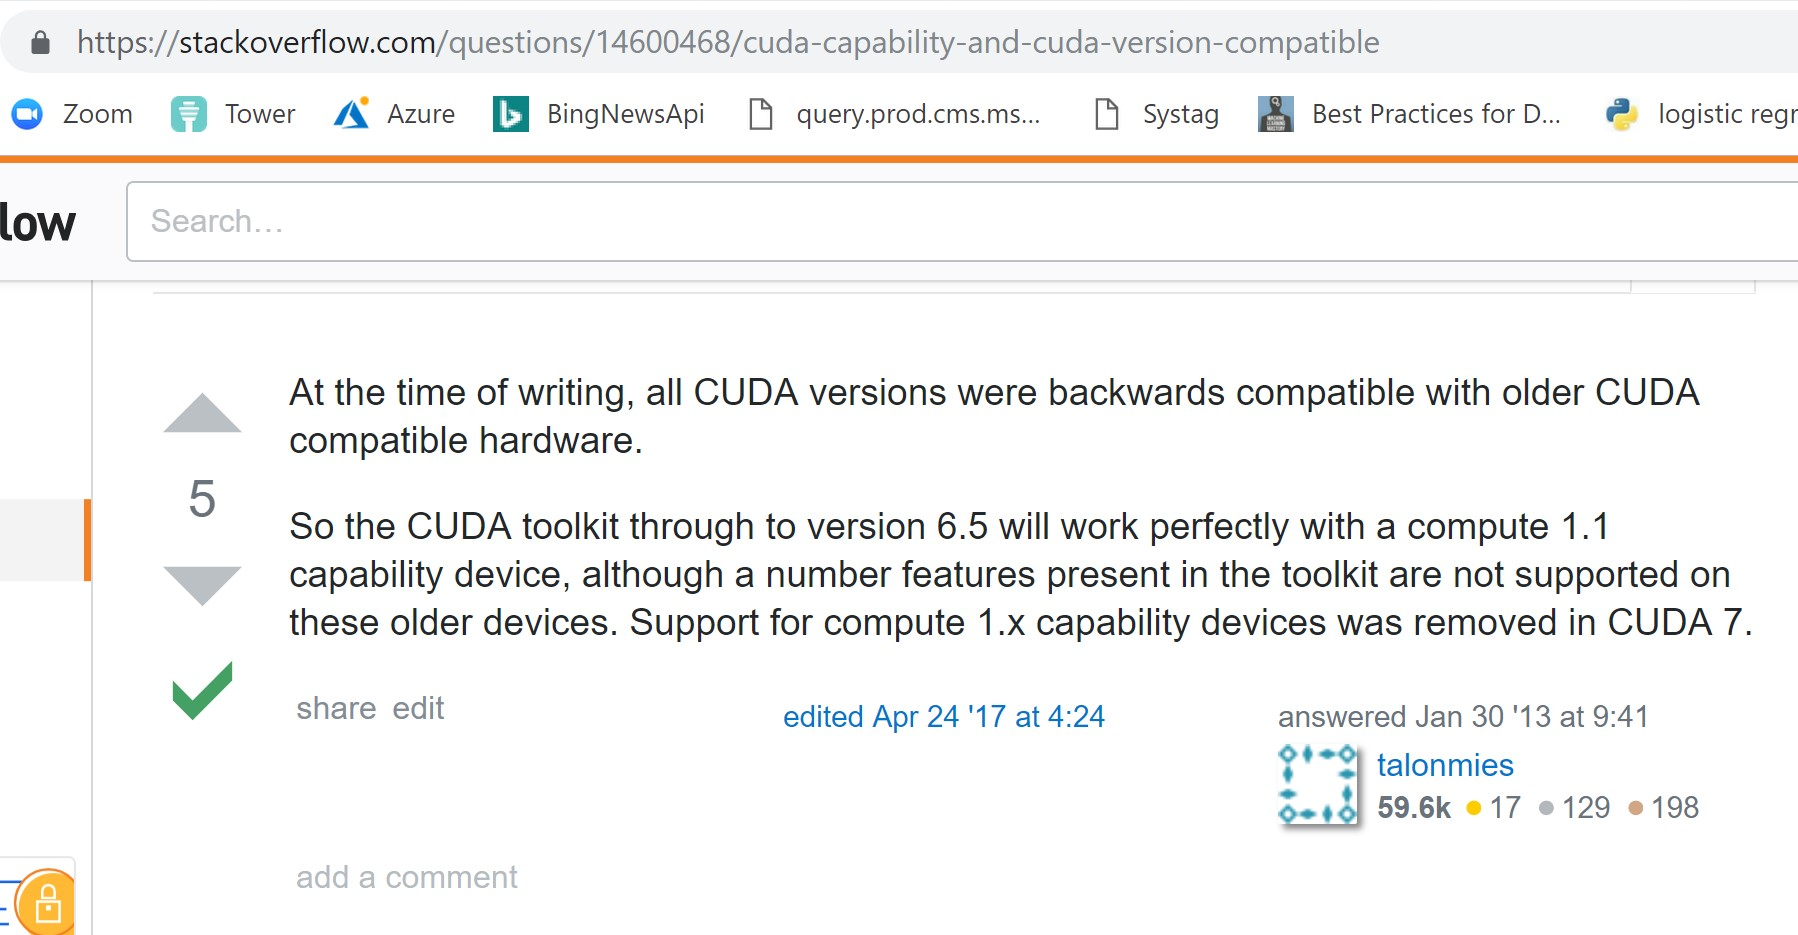 https://stackoverflow.com/questions/14600468/cuda-capability-and-cuda-version-compatible
Zoom Tower Azure BingNewsApi query.prod.cms.ms... Systag Best Practices for D... logistic regr
low Search...
At the time of writing, all CUDA versions were backwards compatible with older CUDA
compatible hardware.
5
So the CUDA toolkit through to version 6.5 will work perfectly with a compute 1.1
capability device, although a number features present in the toolkit are not supported on
these older devices. Support for compute 1.x capability devices was removed in CUDA 7.
share edit edited Apr 24 '17 at 4:24 answered Jan 30 '13 at 9:41
talonmies
59.6k 17 129 198
add a comment